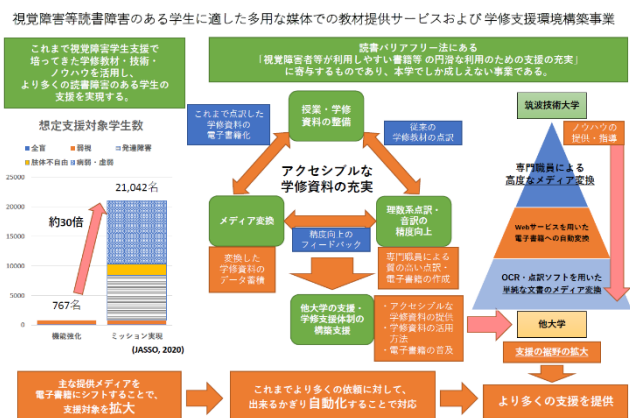 視覚障害等読書障害のある学生に適した多用な媒体での教材提供サービスおよび 学修支援環境構築事業
これまで視覚障害学生支援で
培ってきた学修教材・技術・
ノウハウを活用し、
より多くの読書障害のある学生の
支援を実現する。
読書バリアフリー法にある
「視覚障害者等が利用しやすい書籍等 の円滑な利用のための支援の充実」
に寄与するものであり、本学でしか成しえない事業である。
想定支援対象学生数
全盲
弱視
発達障害
肢体不自由
病弱・虚弱
25000
20000
15000
10000
5000
0
21,042名
約30倍
767名
機能強化
ミッション実現
(JASSO, 2020)
授業・学修
資料の整備
これまで点訳した
学修資料の
電子書籍化
従来の
学修教材の点訳
アクセシブルな
学修資料の充実
メディア変換
理数系点訳・
音訳の
精度向上
精度向上の
フィードバック
変換した
学修資料の
データ蓄積
専門職員による
質の高い点訳・
電子書籍の作成
他大学の支援・
学修支援体制の
構築支援
・アクセシブルな
学修資料の提供
・学修資料の活用
方法
・電子書籍の普及
筑波技術大学
ノウハウの
提供・指導
専門職員による
高度なメディア変換
Webサービスを用いた
電子書籍への自動変換
OCR・点訳ソフトを用いた
単純な文書のメディア変換
他大学
支援の裾野の拡大
主な提供メディアを
電子書籍にシフトすることで、
支援対象を拡大
これまでより多くの依頼に対して、
出来るかぎり自動化することで対応
より多くの支援を提供